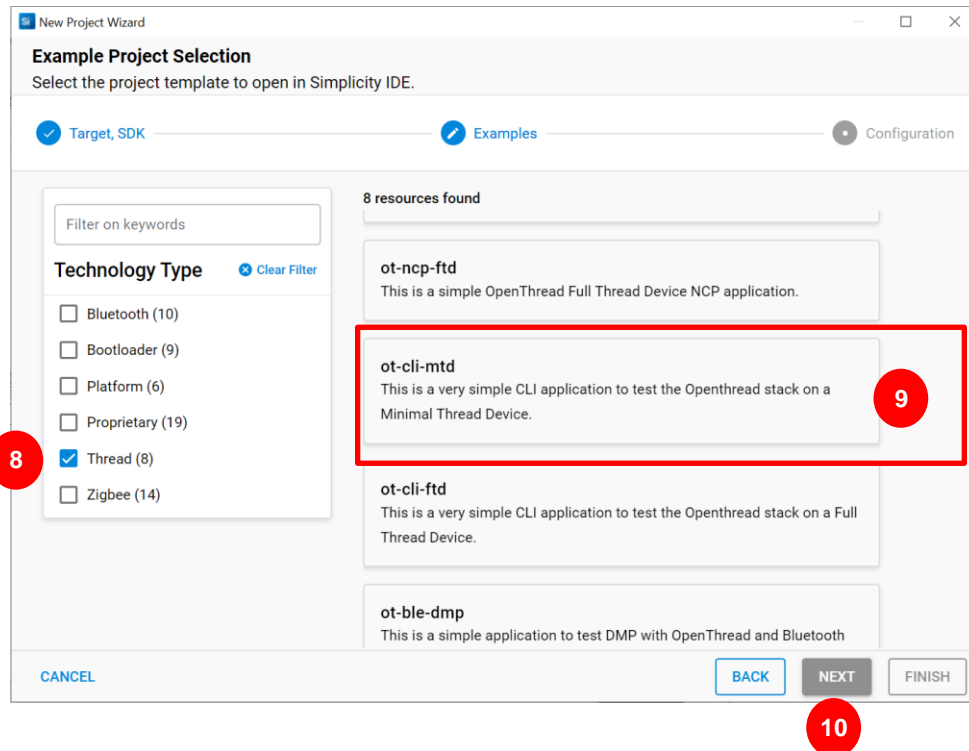 Si New Project Wizard
Example Project Selection
Select the project template to open in Simplicity IDE.
Target, SDK
Examples
Configuration
Filter on keywords
Technology Type
Clear Filter
Bluetooth (10)
Bootloader (9)
Platform (6)
Proprietary (19)
8
Thread (8)
Zigbee (14)
8 resources found
ot-ncp-ftd
This is a simple OpenThread Full Thread Device NCP application.
ot-cli-mtd
This is a very simple CLI application to test the Openthread stack on a
Minimal Thread Device.
9
ot-cli-ftd
This is a very simple CLI application to test the Openthread stack on a Full
Thread Device.
ot-ble-dmp
This is a simple application to test DMP with OpenThread and Bluetooth
CANCEL
BACK
NEXT
FINISH
10